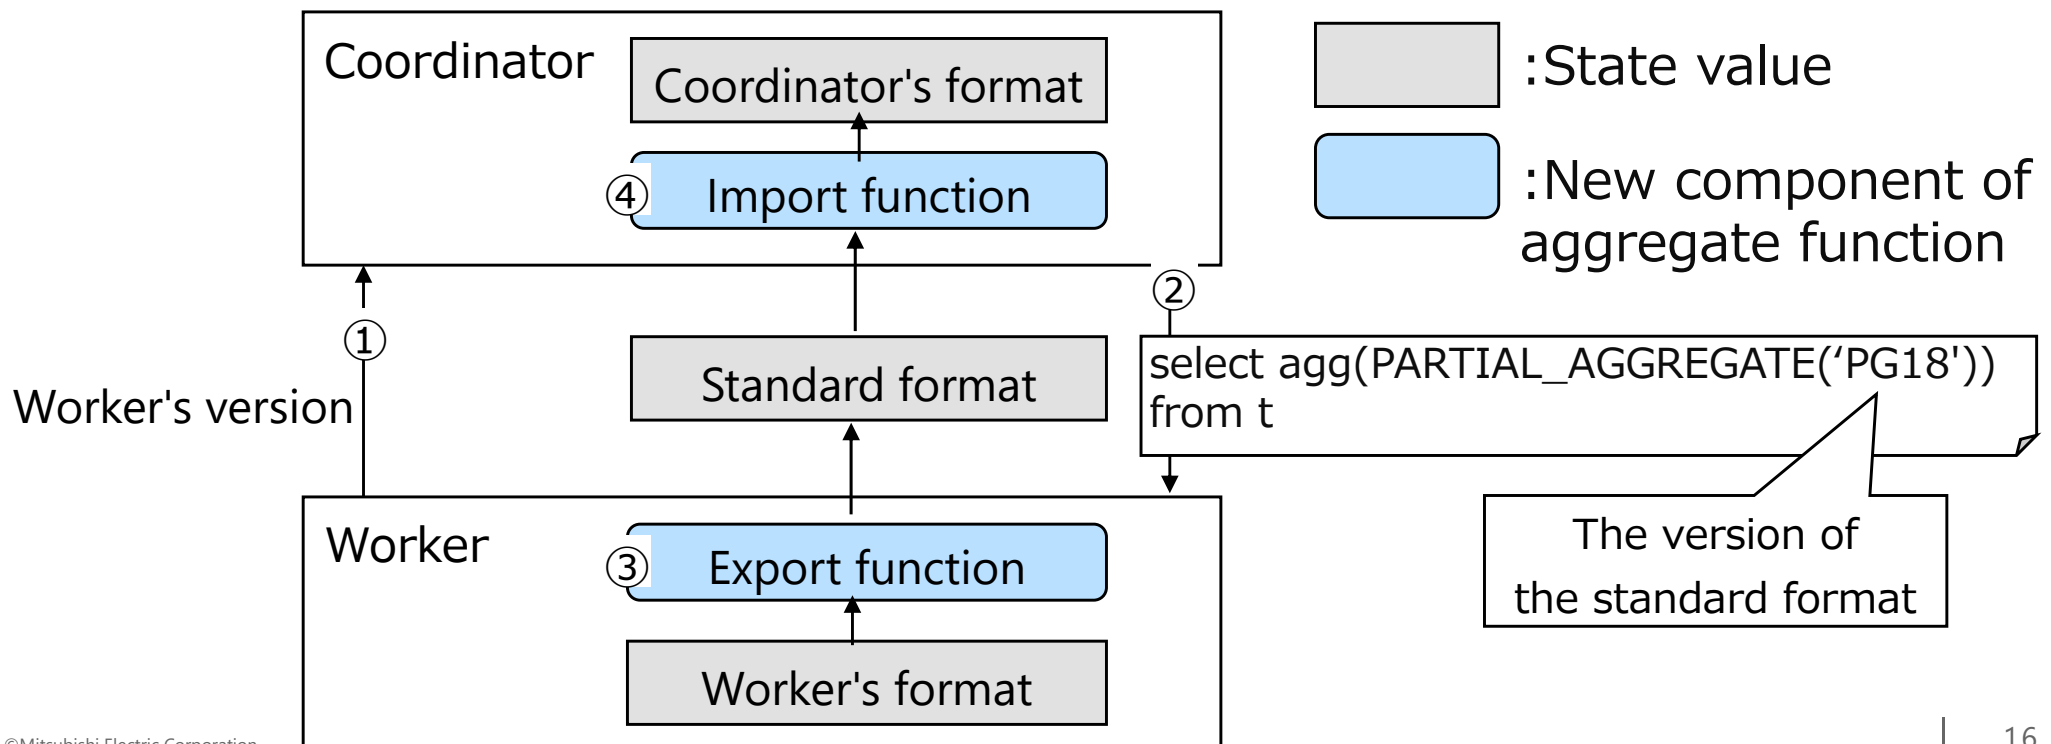 Coordinator
Coordinator's format
④
Import function
:State value
:New component of
aggregate function
①
②
Worker's version
Standard format
select agg(PARTIAL_AGGREGATE(‘PG18'))
from t
The version of
the standard format
Worker
③
Export function
Worker's format
©Mitsubishi Electric Corporation
16